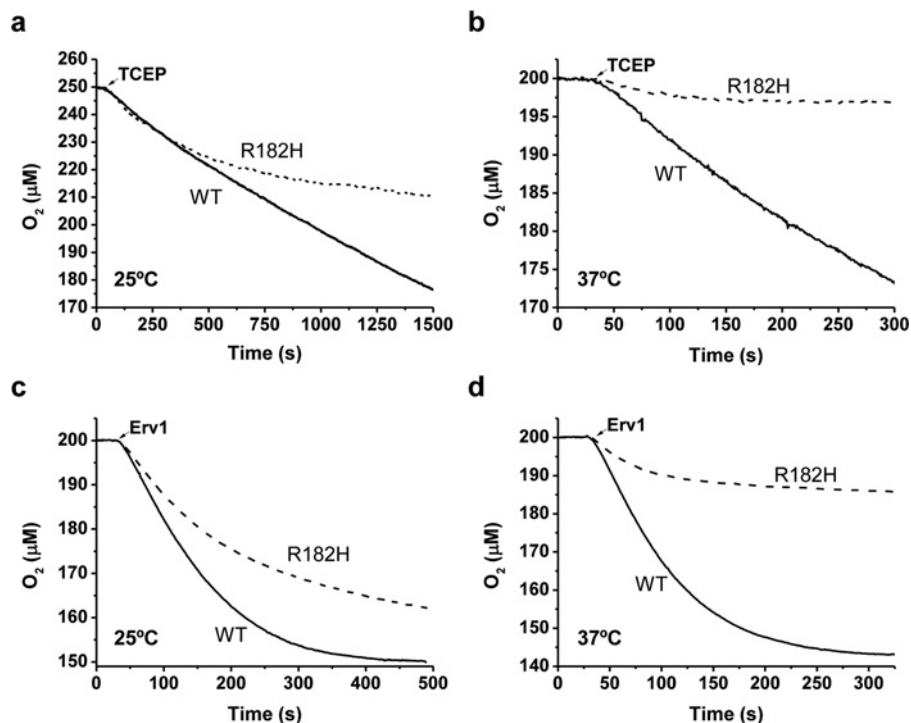 a
260
250
240
230
220
210
200
190
180
170
TCEP
R182H
WT
25ºC
0 250 500 750 1000 1250 1500
Time (s)
O₂ (µM)
b
200
195
190
185
180
175
170
TCEP
R182H
WT
37ºC
0 50 100 150 200 250 300
Time (s)
O₂ (µM)
c
200
190
180
170
160
150
Erv1
R182H
WT
25ºC
0 100 200 300 400 500
Time (s)
O₂ (µM)
d
200
190
180
170
160
150
140
Erv1
R182H
WT
37ºC
0 50 100 150 200 250 300
Time (s)
O₂ (µM)